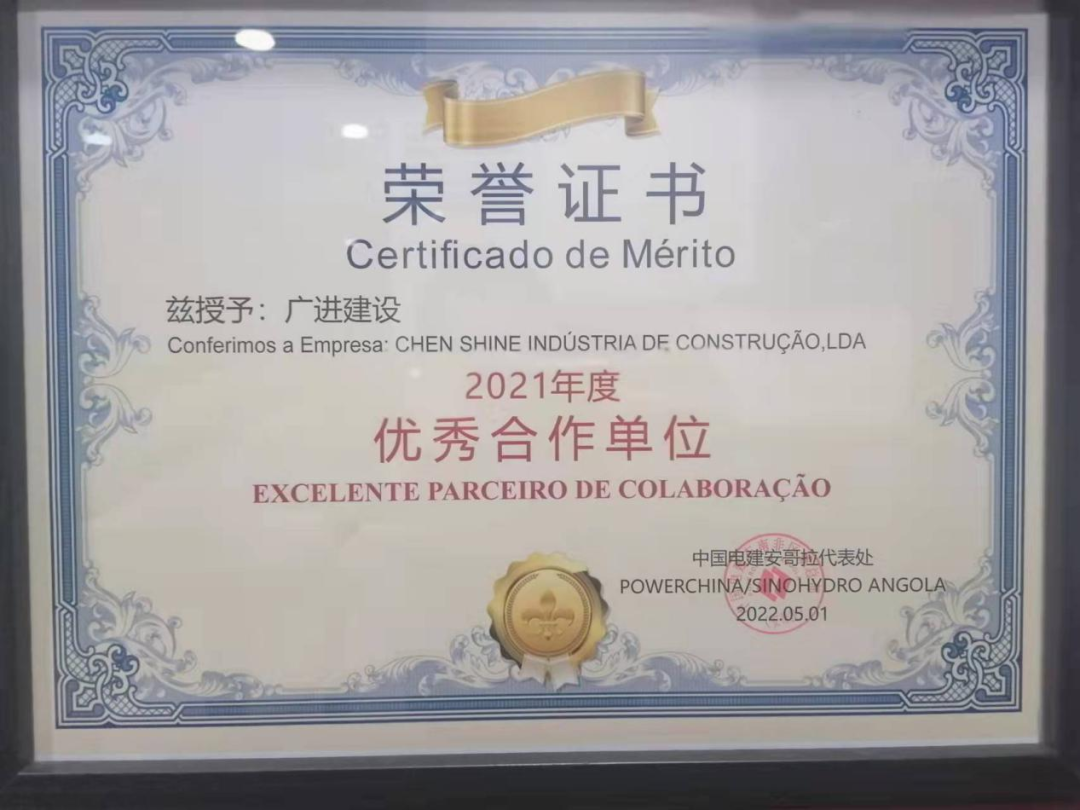 荣誉证书
Certificado de Mérito
兹授予：广进建设
Conferimos a Empresa: CHEN SHINE INDÚSTRIA DE CONSTRUÇÃO,LDA
2021年度
优秀合作单位
EXCELENTE PARCEIRO DE COLABORAÇÃO
中国电建安哥拉代表处
POWERCHINA/SINOHYDRO ANGOLA
2022.05.01